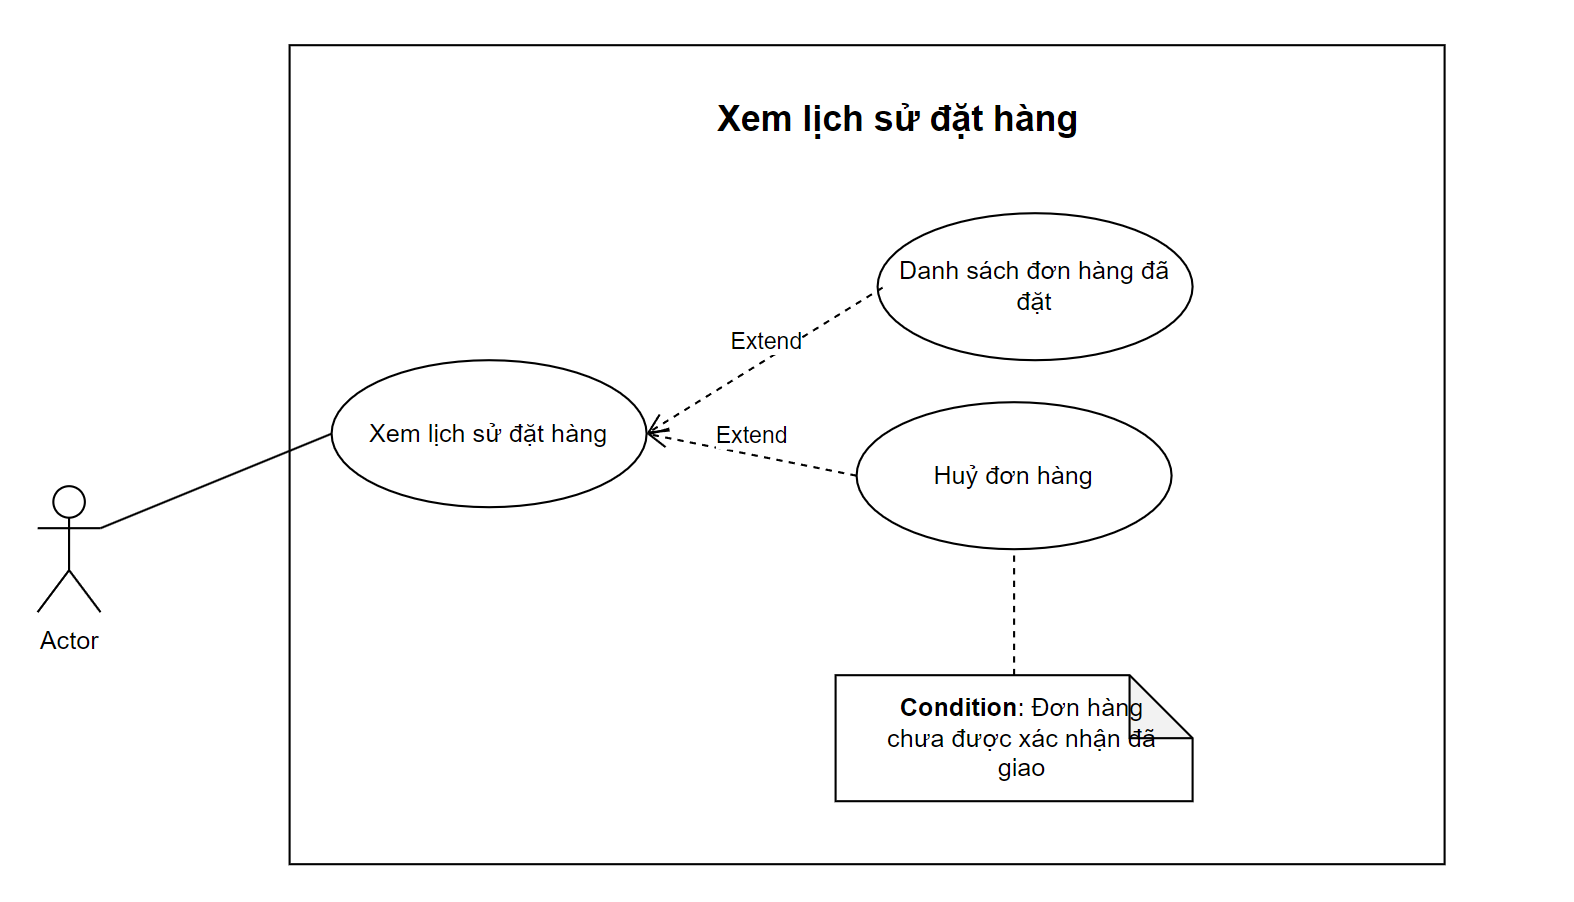 Xem lịch sử đặt hàng
Danh sách đơn hàng đã
đặt
Extend
Xem lịch sử đặt hàng
Extend
Huỷ đơn hàng
Actor
Condition: Đơn hàng
chưa được xác nhận đã
giao